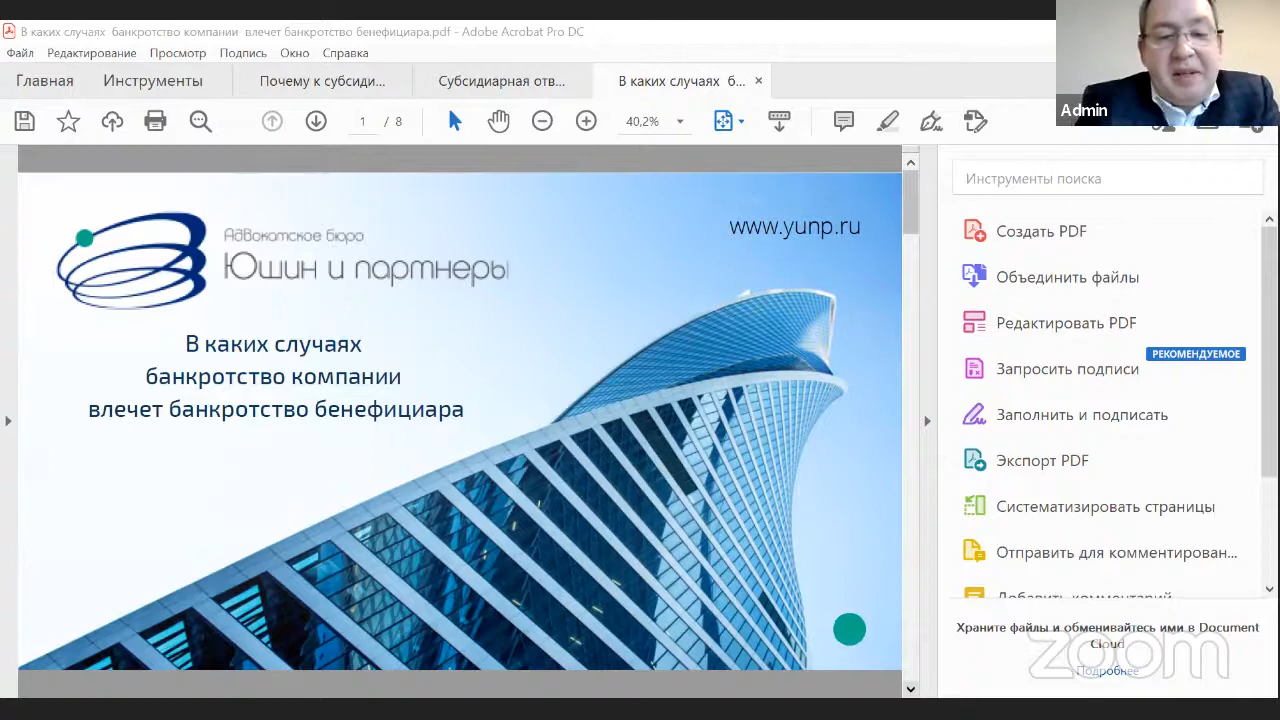 В каких случаях  банкротство компании  влечет банкротство бенефициара.pdf - Adobe Acrobat Pro DC
Файл Редактирование Просмотр Подпись Окно Справка
Главная Инструменты Почему к субсиди... Субсидиарная отв... В каких случаях б... ×
1 / 8 40,2%
Admin
Адвокатское бюро
Юшин и партнеры
www.yunp.ru
В каких случаях
банкротство компании
влечет банкротство бенефициара
Инструменты поиска
Создать PDF
Объединить файлы
Редактировать PDF
РЕКОМЕНДУЕМОЕ
Запросить подписи
Заполнить и подписать
Экспорт PDF
Систематизировать страницы
Отправить для комментирован...
Добавить комментарий
Храните файлы и обменивайтесь ими в Document
Cloud
Подробнее
zoom